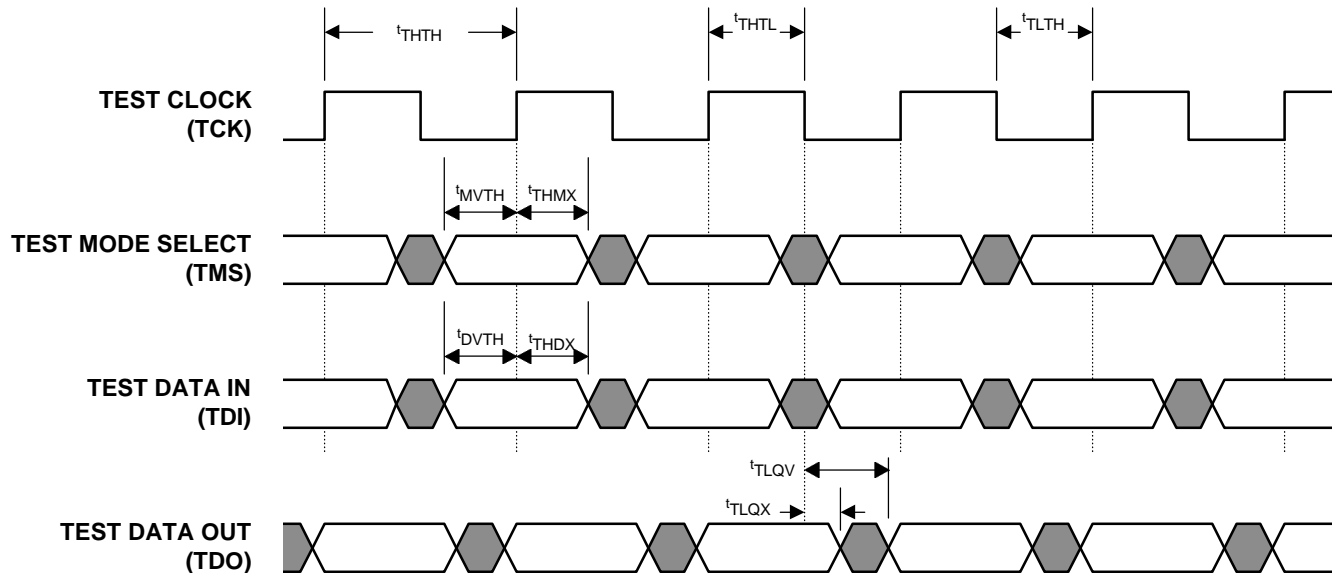 tTHTH
tTHTL
tTLTH
TEST CLOCK
(TCK)
tMVTH
tTHMX
TEST MODE SELECT
(TMS)
tDVTH
tTHDX
TEST DATA IN
(TDI)
tTLQV
tTLQX
TEST DATA OUT
(TDO)